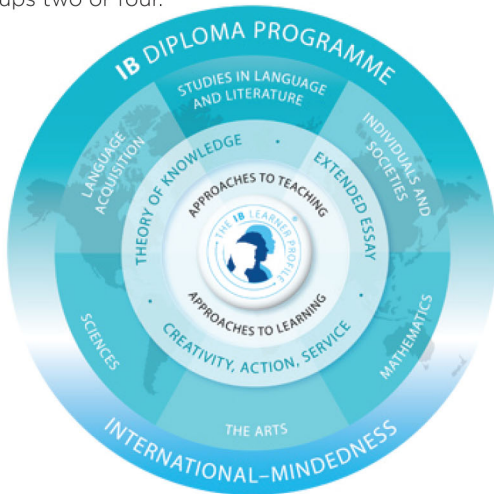 ups two or four.
IB DIPLOMA PROGRAMME
STUDIES IN LANGUAGE
AND LITERATURE
LANGUAGE
ACQUISITION
INDIVIDUALS AND
SOCIETIES
THEORY OF KNOWLEDGE
EXTENDED ESSAY
APPROACHES TO TEACHING
THE IB LEARNER PROFILE
®
APPROACHES TO LEARNING
CREATIVITY, ACTION, SERVICE
SCIENCES
MATHEMATICS
THE ARTS
INTERNATIONAL–MINDEDNESS